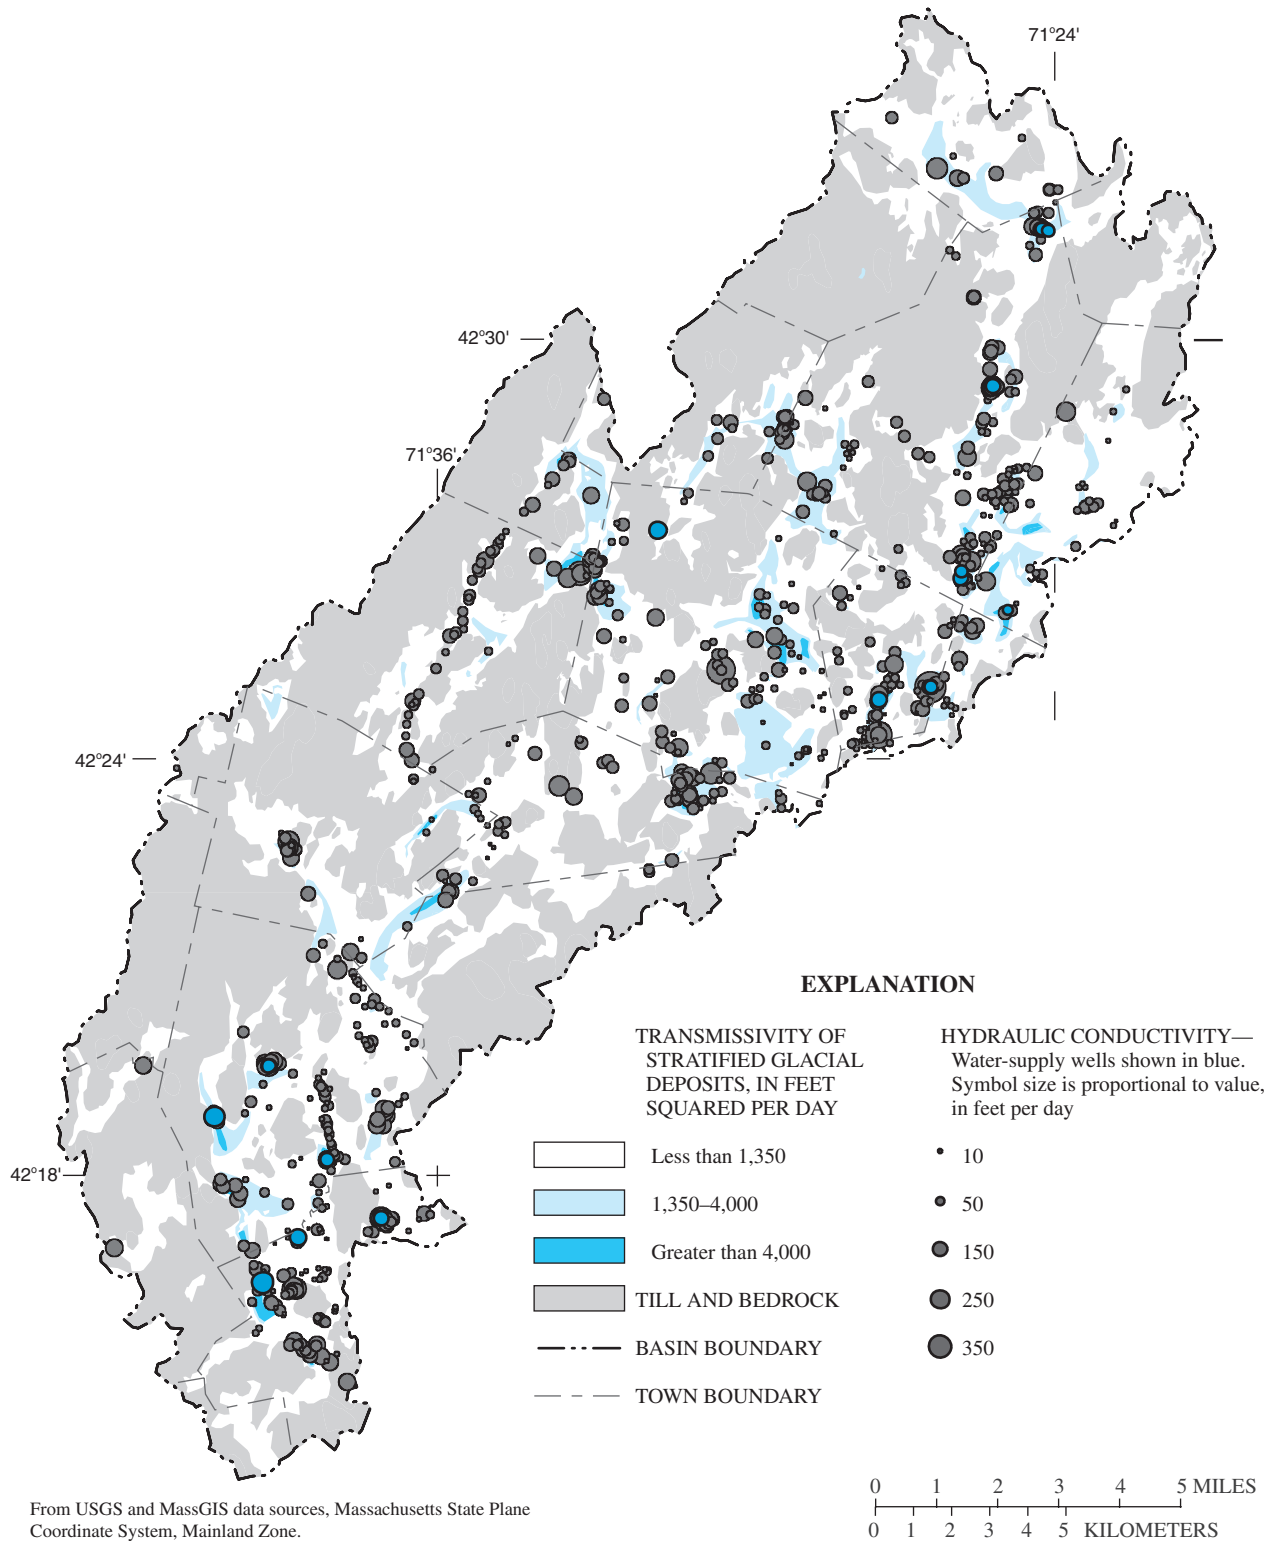 71°24'
42°30'
71°36'
42°24'
42°18'
EXPLANATION
TRANSMISSIVITY OF
STRATIFIED GLACIAL
DEPOSITS, IN FEET
SQUARED PER DAY
Less than 1,350
1,350–4,000
Greater than 4,000
TILL AND BEDROCK
BASIN BOUNDARY
TOWN BOUNDARY
HYDRAULIC CONDUCTIVITY—
Water-supply wells shown in blue.
Symbol size is proportional to value,
in feet per day
10
50
150
250
350
0 1 2 3 4 5 MILES
0 1 2 3 4 5 KILOMETERS
From USGS and MassGIS data sources, Massachusetts State Plane
Coordinate System, Mainland Zone.